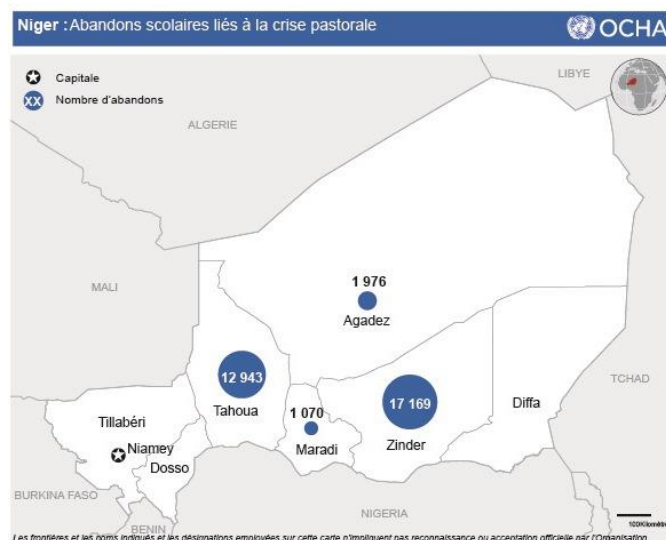 Niger : Abandons scolaires liés à la crise pastorale
OCHA
Capitale
XX Nombre d'abandons
LIBYE
ALGERIE
MALI
1 976
Agadez
TCHAD
12 943
Tahoua
1 070
Maradi
17 169
Zinder
Diffa
Tillabéri
Niamey
Dosso
BURKINA FASO
BENIN
NIGERIA
100Kilomètre
Les frontières et les noms indiqués et les désignations employées sur cette carte n'impliquent pas reconnaissance ou acceptation officielle par l'Organisation